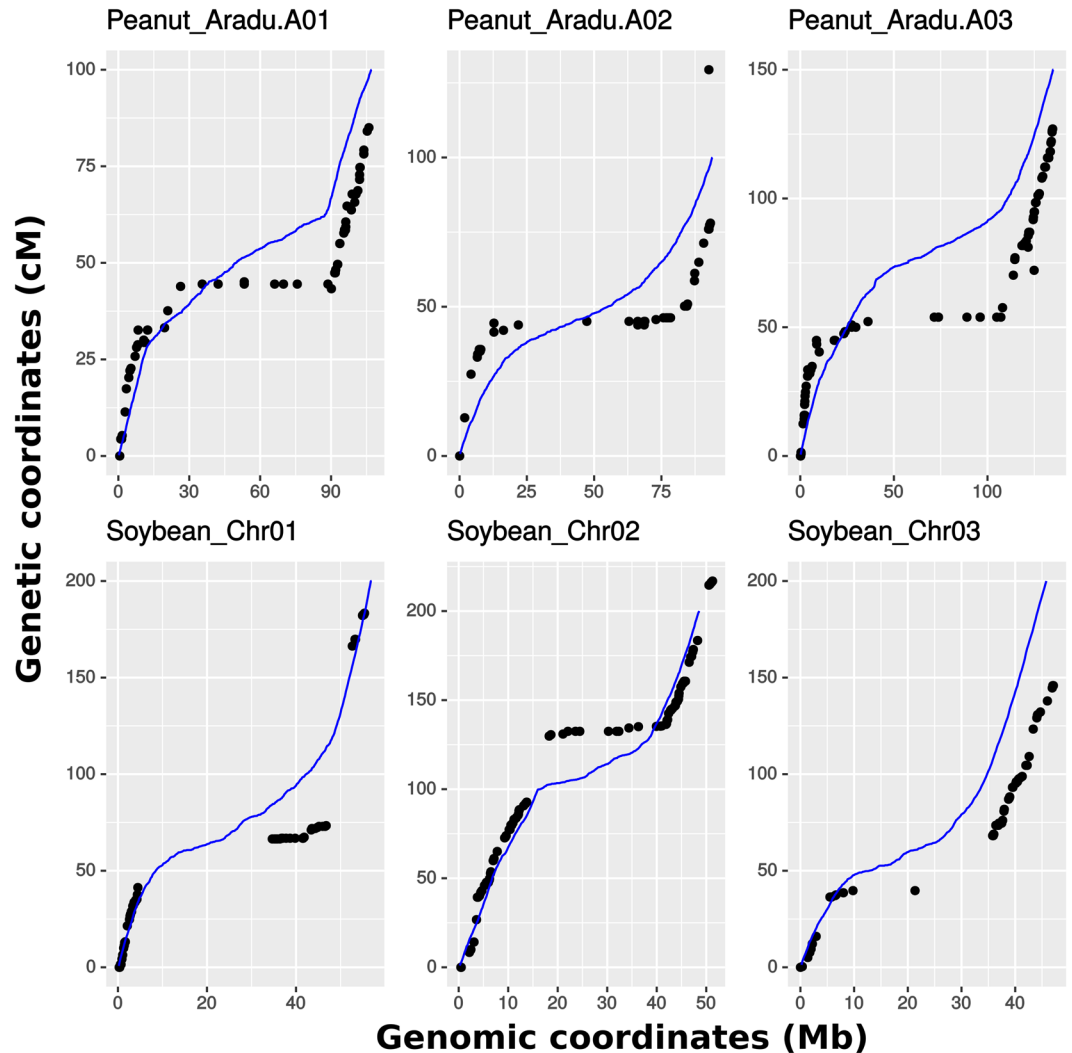 Peanut_Aradu.A01 Peanut_Aradu.A02 Peanut_Aradu.A03
100
75
50
25
0
0 30 60 90
100
50
0
0 25 50 75
150
100
50
0
0 50 100
Soybean_Chr01 Soybean_Chr02 Soybean_Chr03
200
150
100
50
0
0 20 40
200
150
100
50
0
0 10 20 30 40 50
200
150
100
50
0
0 10 20 30 40
Genetic coordinates (cM)
Genomic coordinates (Mb)